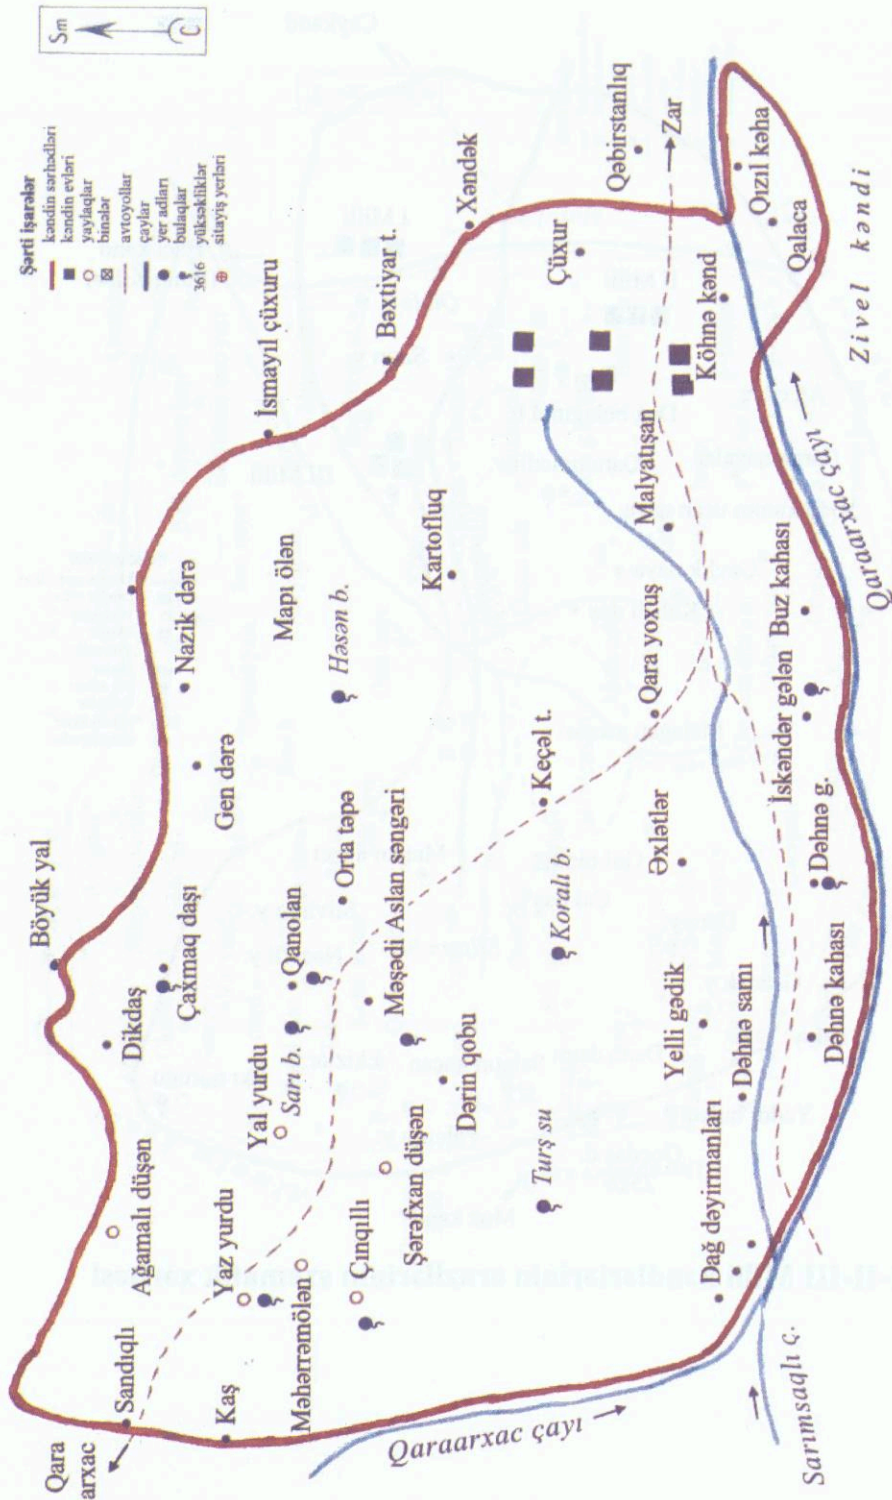 Şm
C
Şərti işarələr
kəndin sərhədləri
kəndin evləri
yaylaqlar
binələr
avtoyollar
çaylar
yer adları
bulaqlar
3616 yüksəkliklər
sitayiş yerləri
Böyük yal
Dikdaş
Çaxmaq daşı
Ağamalı düşən
Sandıqlı
Qara
arxac
Nazik dərə
Gen dərə
İsmayıl çüxuru
Bəxtiyar t.
Xəndək
Mapı ölən
Həsən b.
Kartofluq
Çüxur
Qəbirstanlıq
Zar
Orta təpə
Qanolan
Sarı b.
Yal yurdu
Yaz yurdu
Kaş
Məhərrəmölən
Çınqıllı
Məşədi Aslan səngəri
Şərəfxan düşən
Dərin qobu
Keçəl t.
Koralı b.
Turş su
Qara yoxuş
Malyatışan
Köhnə kənd
Qızıl kəha
Qalaca
Əxlətlər
Yelli gədik
Dəhnə samı
Dağ dəyirmanları
İskəndər gələn
Buz kahası
Dəhnə g.
Dəhnə kahası
Qaraarxac çayı
Qaraarxac çayı
Sarımsaqlı ç.
Zivel kəndi